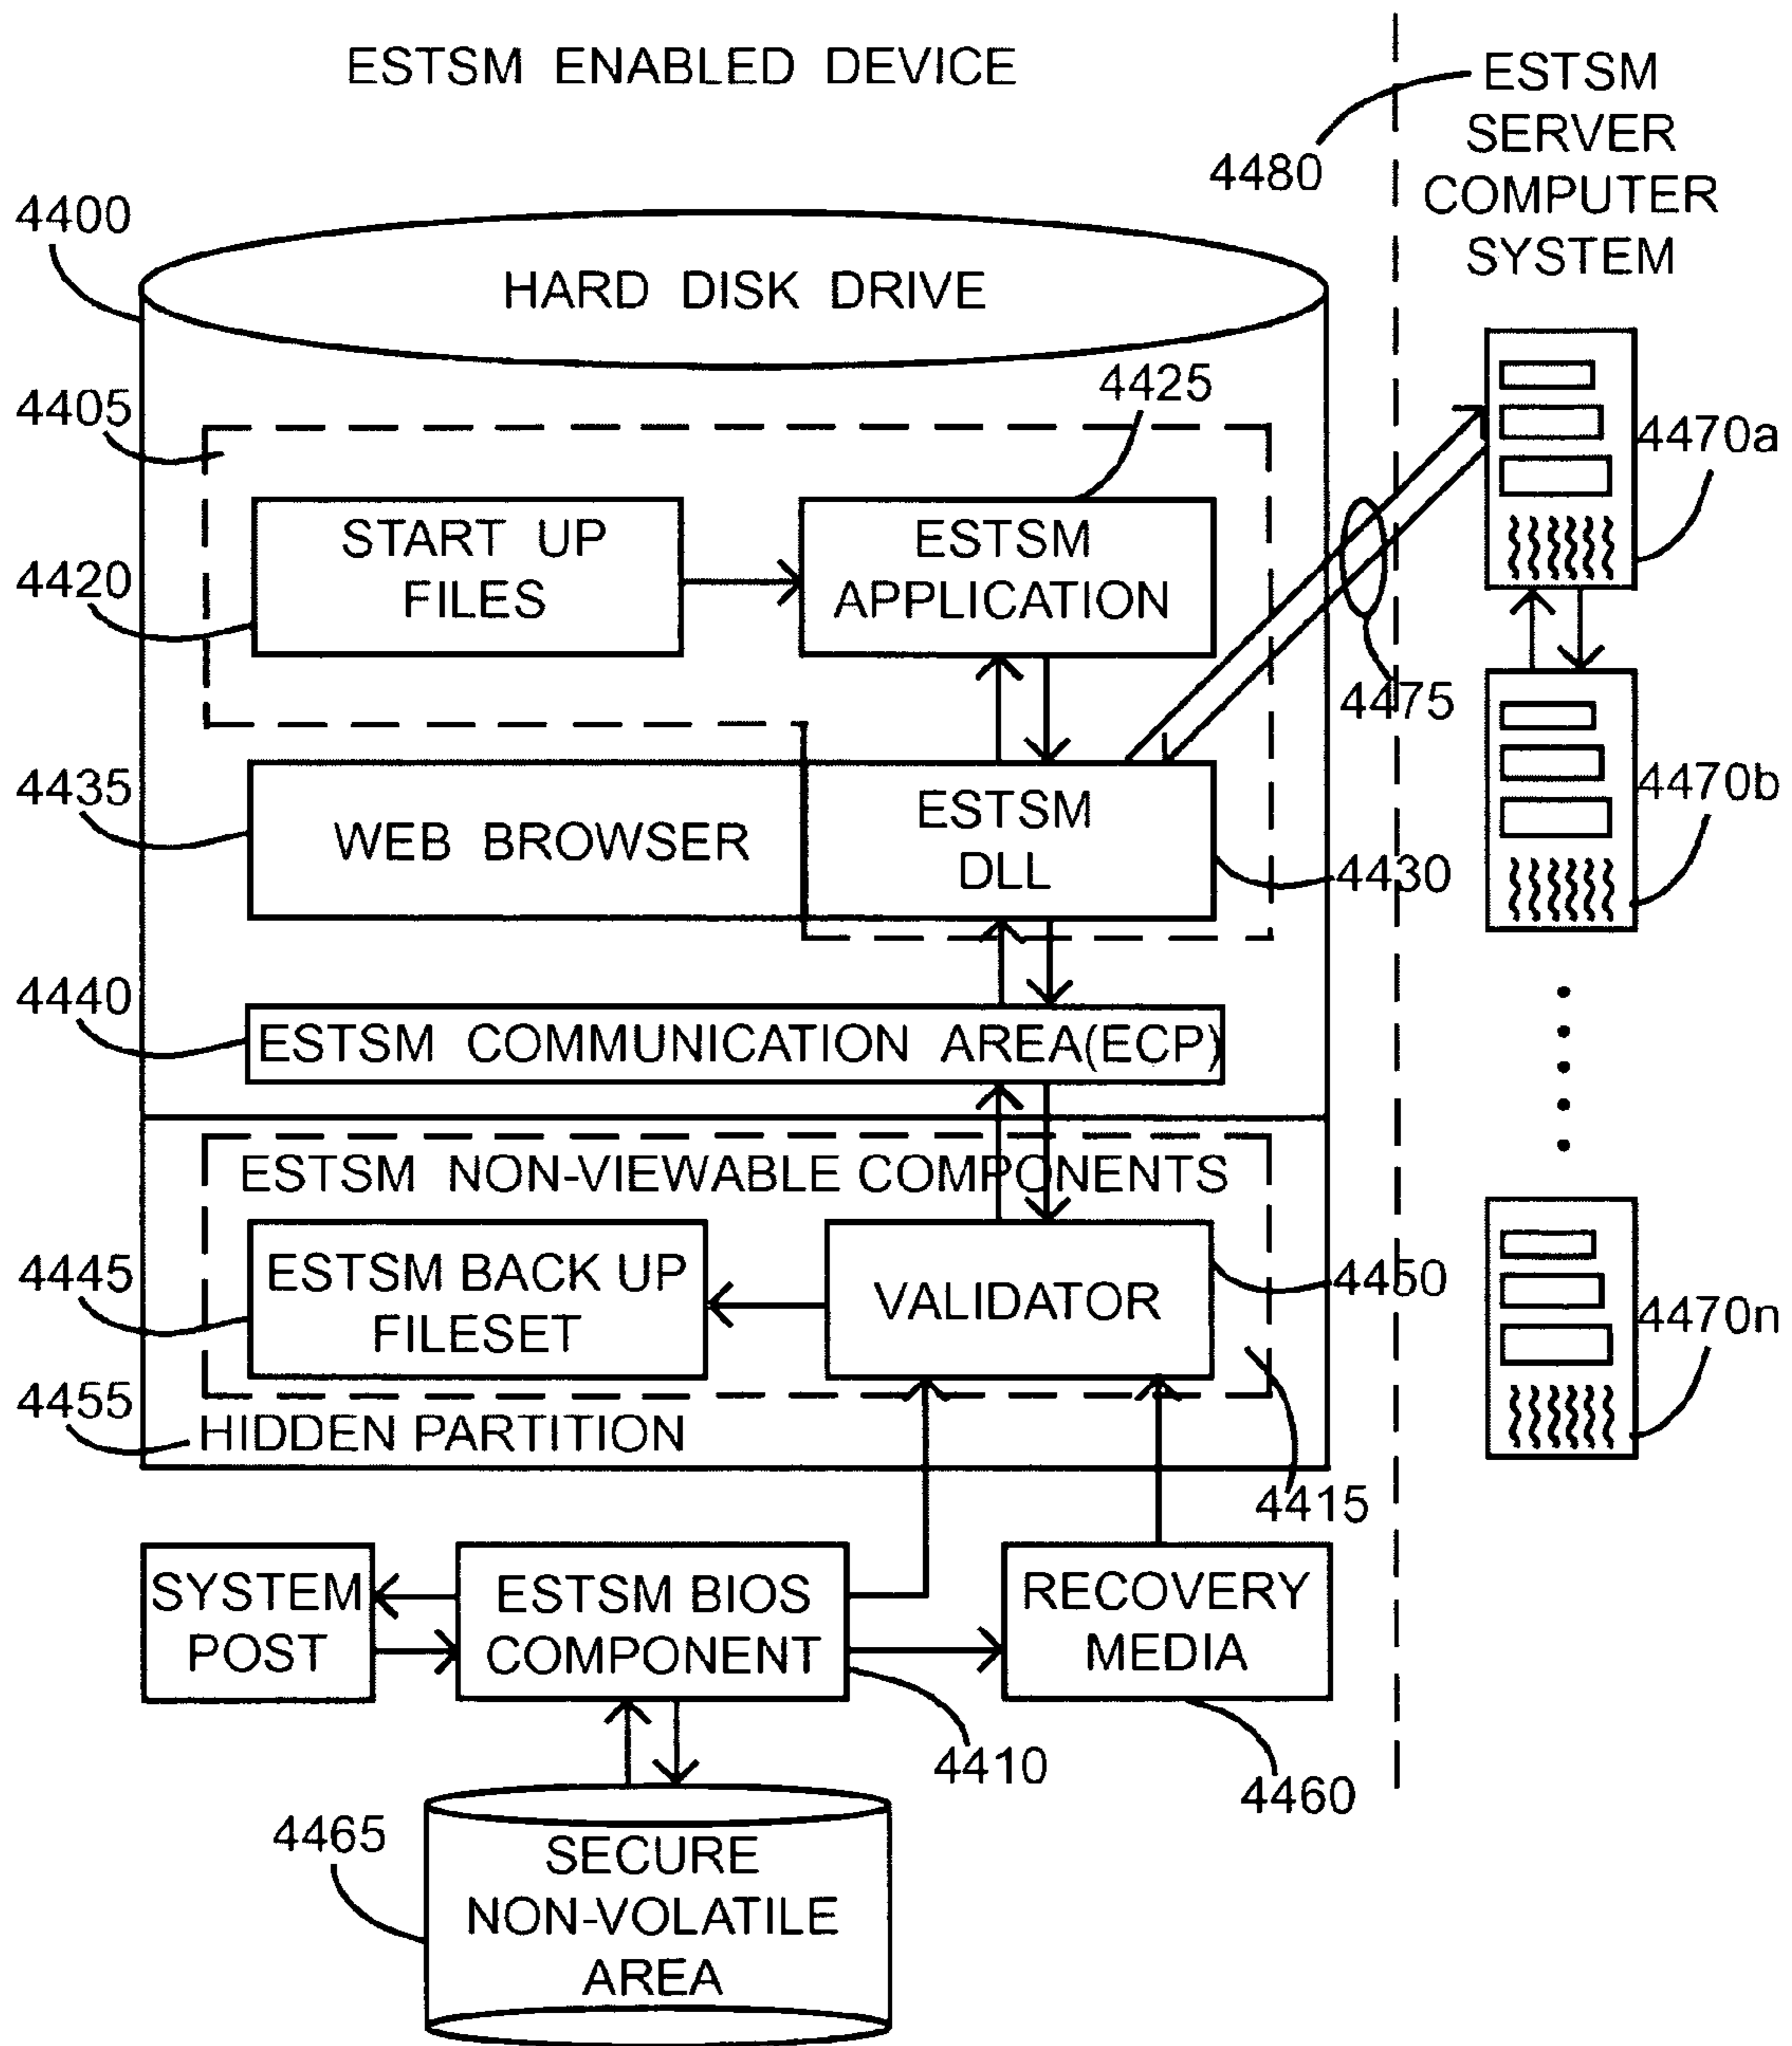 ESTSM ENABLED DEVICE
ESTSM
SERVER
COMPUTER
SYSTEM
4480
4400
HARD DISK DRIVE
4425
4405
4470a
START UP
FILES
ESTSM
APPLICATION
4420
4475
4435
WEB BROWSER
ESTSM
DLL
4430
4470b
4440
ESTSM COMMUNICATION AREA(ECP)
ESTSM NON-VIEWABLE COMPONENTS
4445
ESTSM BACK UP
FILESET
VALIDATOR
4450
4470n
4455
HIDDEN PARTITION
4415
SYSTEM
POST
ESTSM BIOS
COMPONENT
RECOVERY
MEDIA
4410
4460
4465
SECURE
NON-VOLATILE
AREA